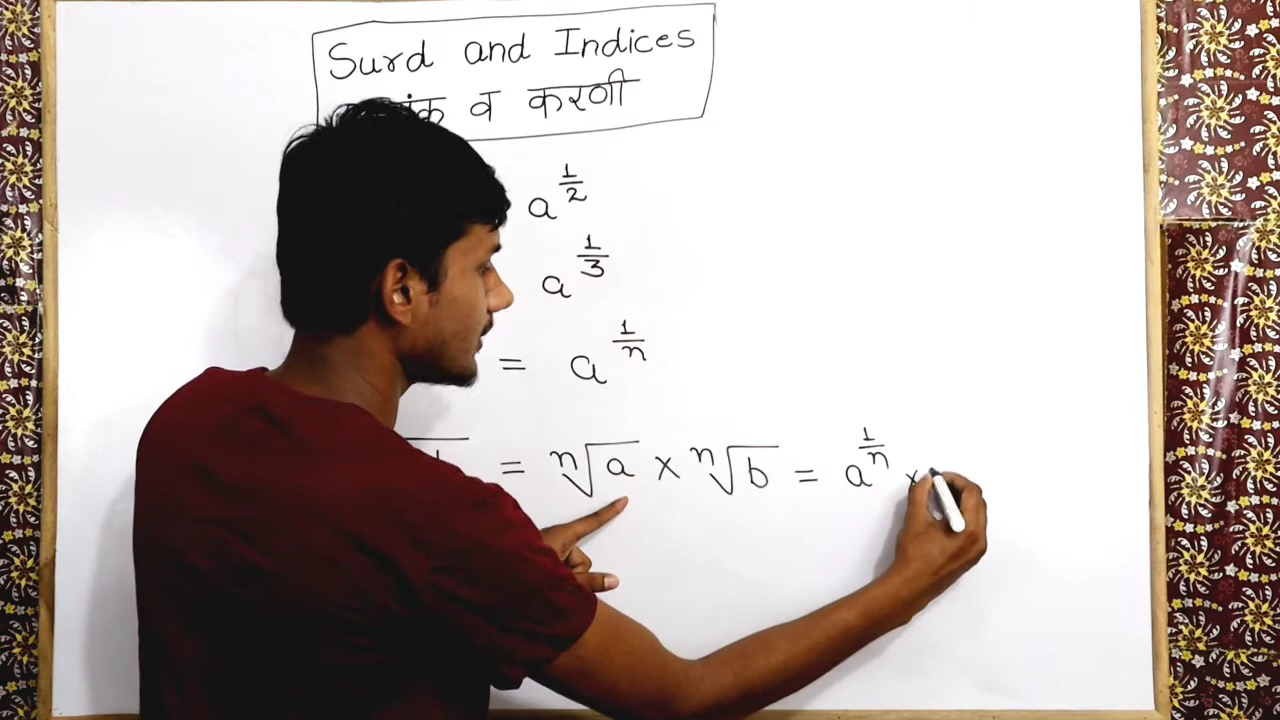 Surd and Indices
व करणी
a^{1/2}
a^{1/3}
= a^{1/n}
= ⁿ√a × ⁿ√b = a^{1/n} ×